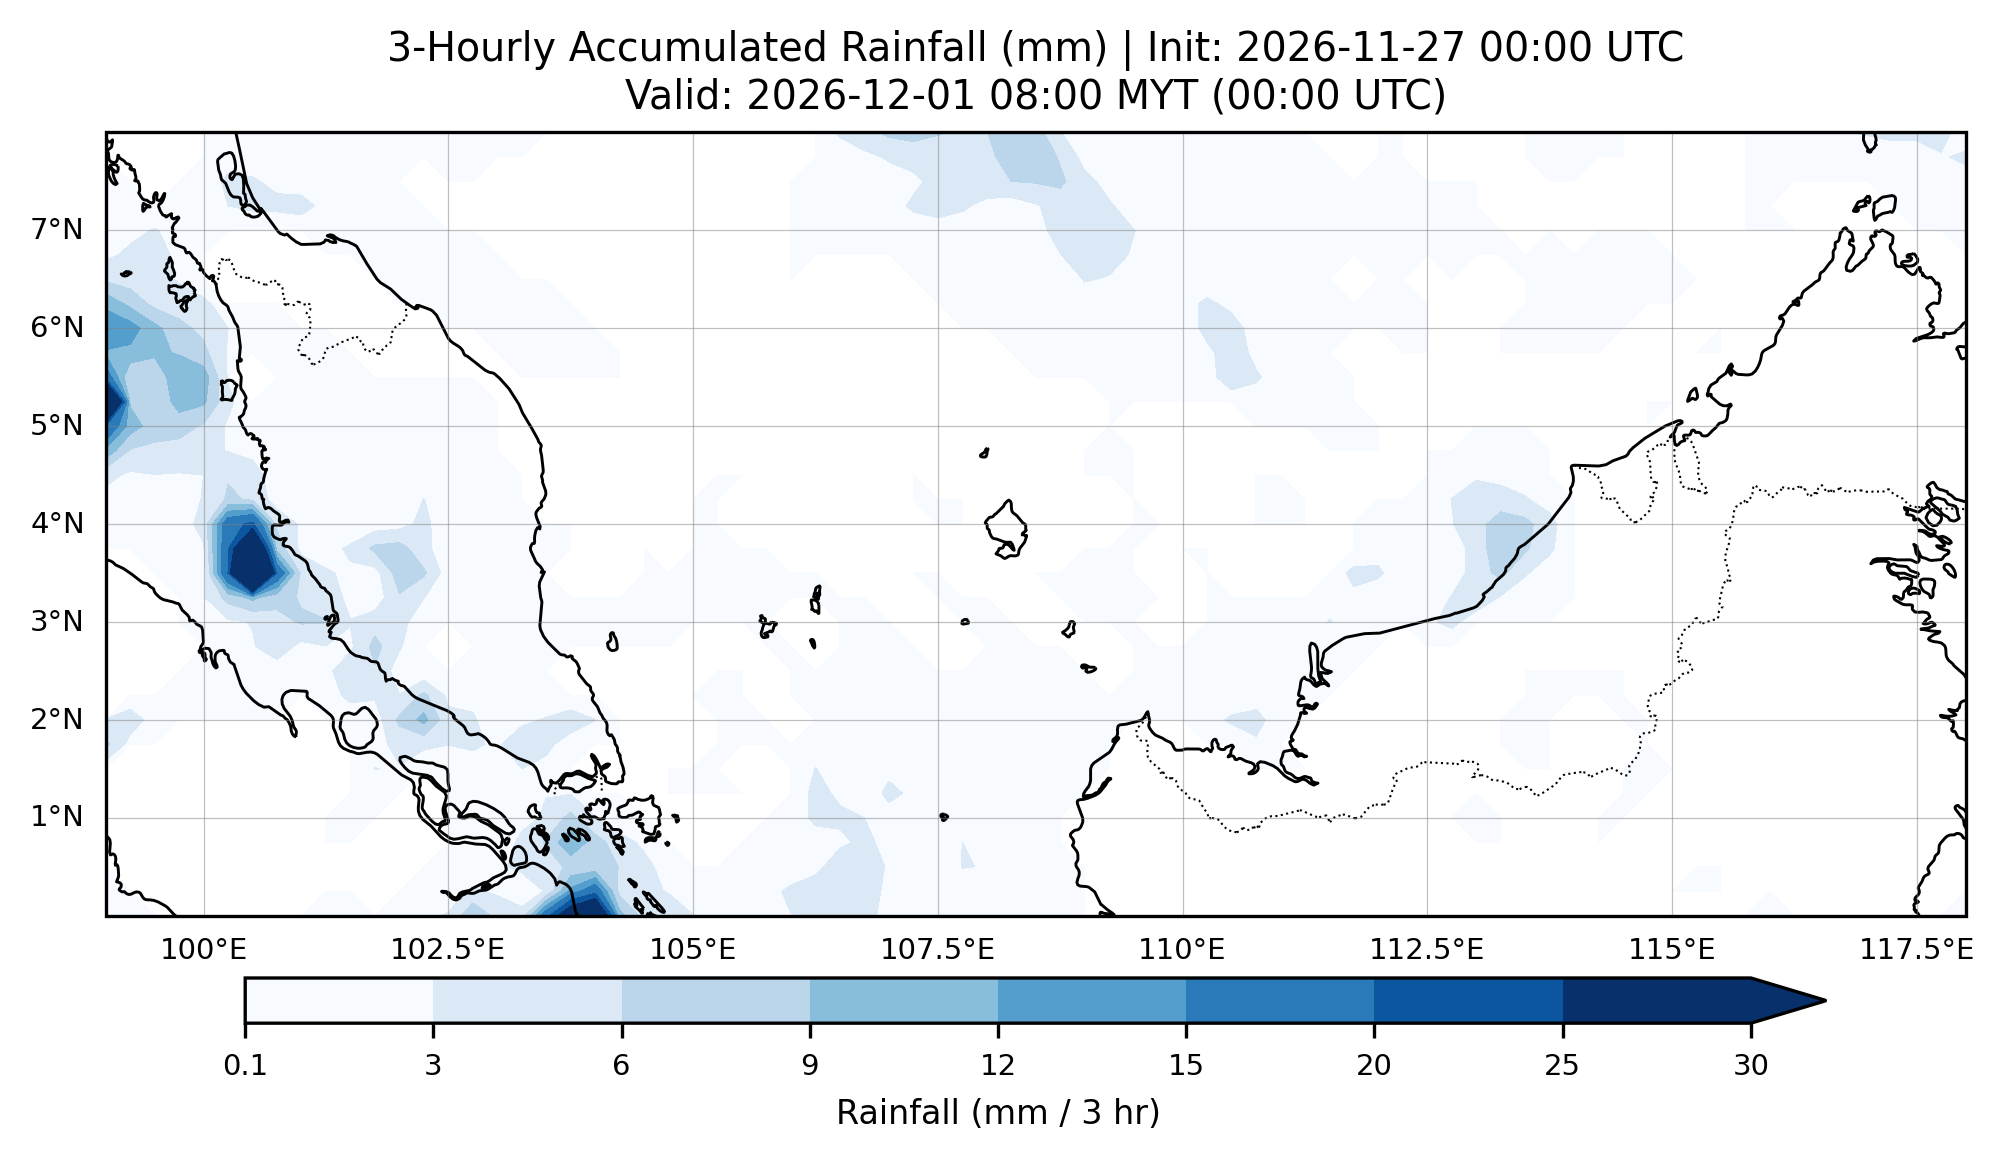 3-Hourly Accumulated Rainfall (mm) | Init: 2026-11-27 00:00 UTC
Valid: 2026-12-01 08:00 MYT (00:00 UTC)
7°N
6°N
5°N
4°N
3°N
2°N
1°N
100°E 102.5°E 105°E 107.5°E 110°E 112.5°E 115°E 117.5°E
0.1 3 6 9 12 15 20 25 30
Rainfall (mm / 3 hr)